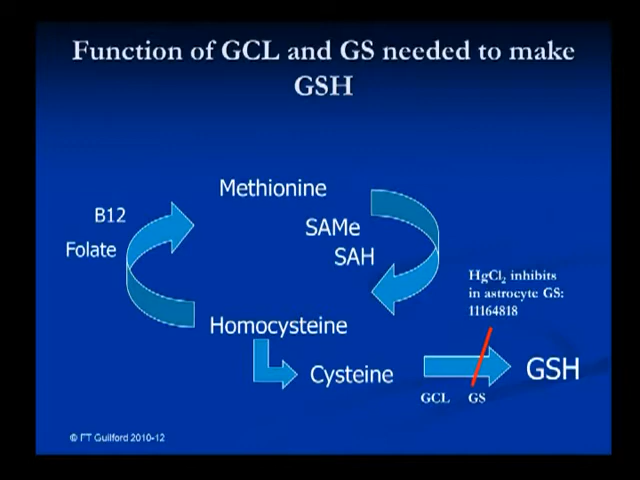 Function of GCL and GS needed to make
GSH
Methionine
B12
SAMe
Folate
SAH
HgCl₂ inhibits
in astrocyte GS:
11164818
Homocysteine
Cysteine
GSH
GCL GS
© FT Guilford 2010-12